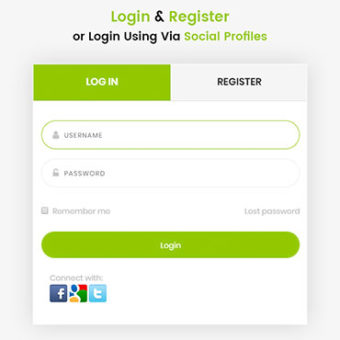 Login & Register
or Login Using Via Social Profiles
LOG IN
REGISTER
USERNAME
PASSWORD
Remember me
Lost password
Login
Connect with: